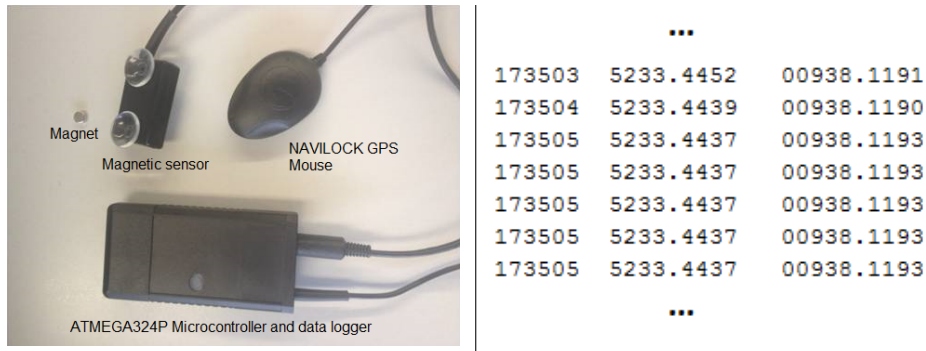 Magnet
Magnetic sensor
NAVILOCK GPS
Mouse
ATMEGA324P Microcontroller and data logger
...
173503 5233.4452 00938.1191
173504 5233.4439 00938.1190
173505 5233.4437 00938.1193
173505 5233.4437 00938.1193
173505 5233.4437 00938.1193
173505 5233.4437 00938.1193
173505 5233.4437 00938.1193
...